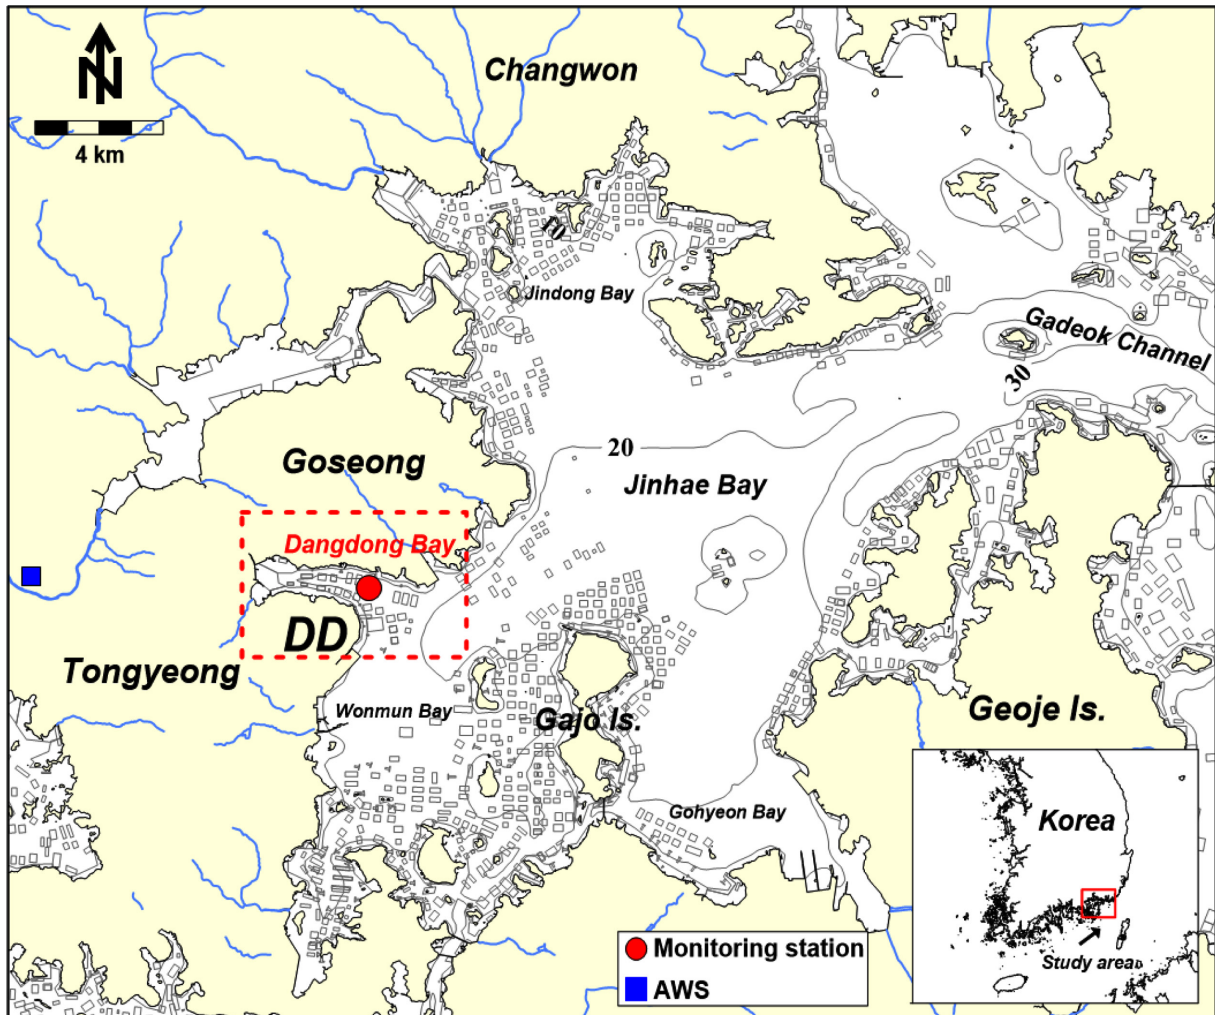 N
Changwon
4 km
10
Jindong Bay
Gadeok Channel
30
Goseong
20
Jinhae Bay
Dangdong Bay
DD
Tongyeong
Wonmun Bay
Gajo Is.
Geoje Is.
Gohyeon Bay
Korea
Study area
Monitoring station
AWS